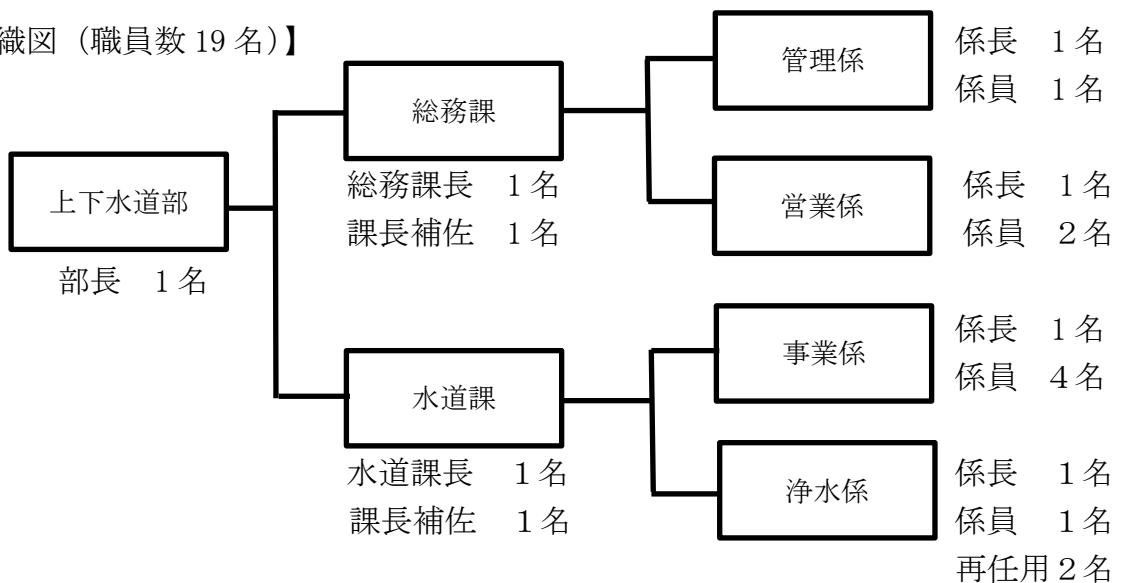 織図（職員数 19 名）】
上下水道部
部長　１名
総務課
総務課長　１名
課長補佐　１名
管理係
係長　１名
係員　１名
営業係
係長　１名
係員　２名
水道課
水道課長　１名
課長補佐　１名
事業係
係長　１名
係員　４名
浄水係
係長　１名
係員　１名
再任用２名